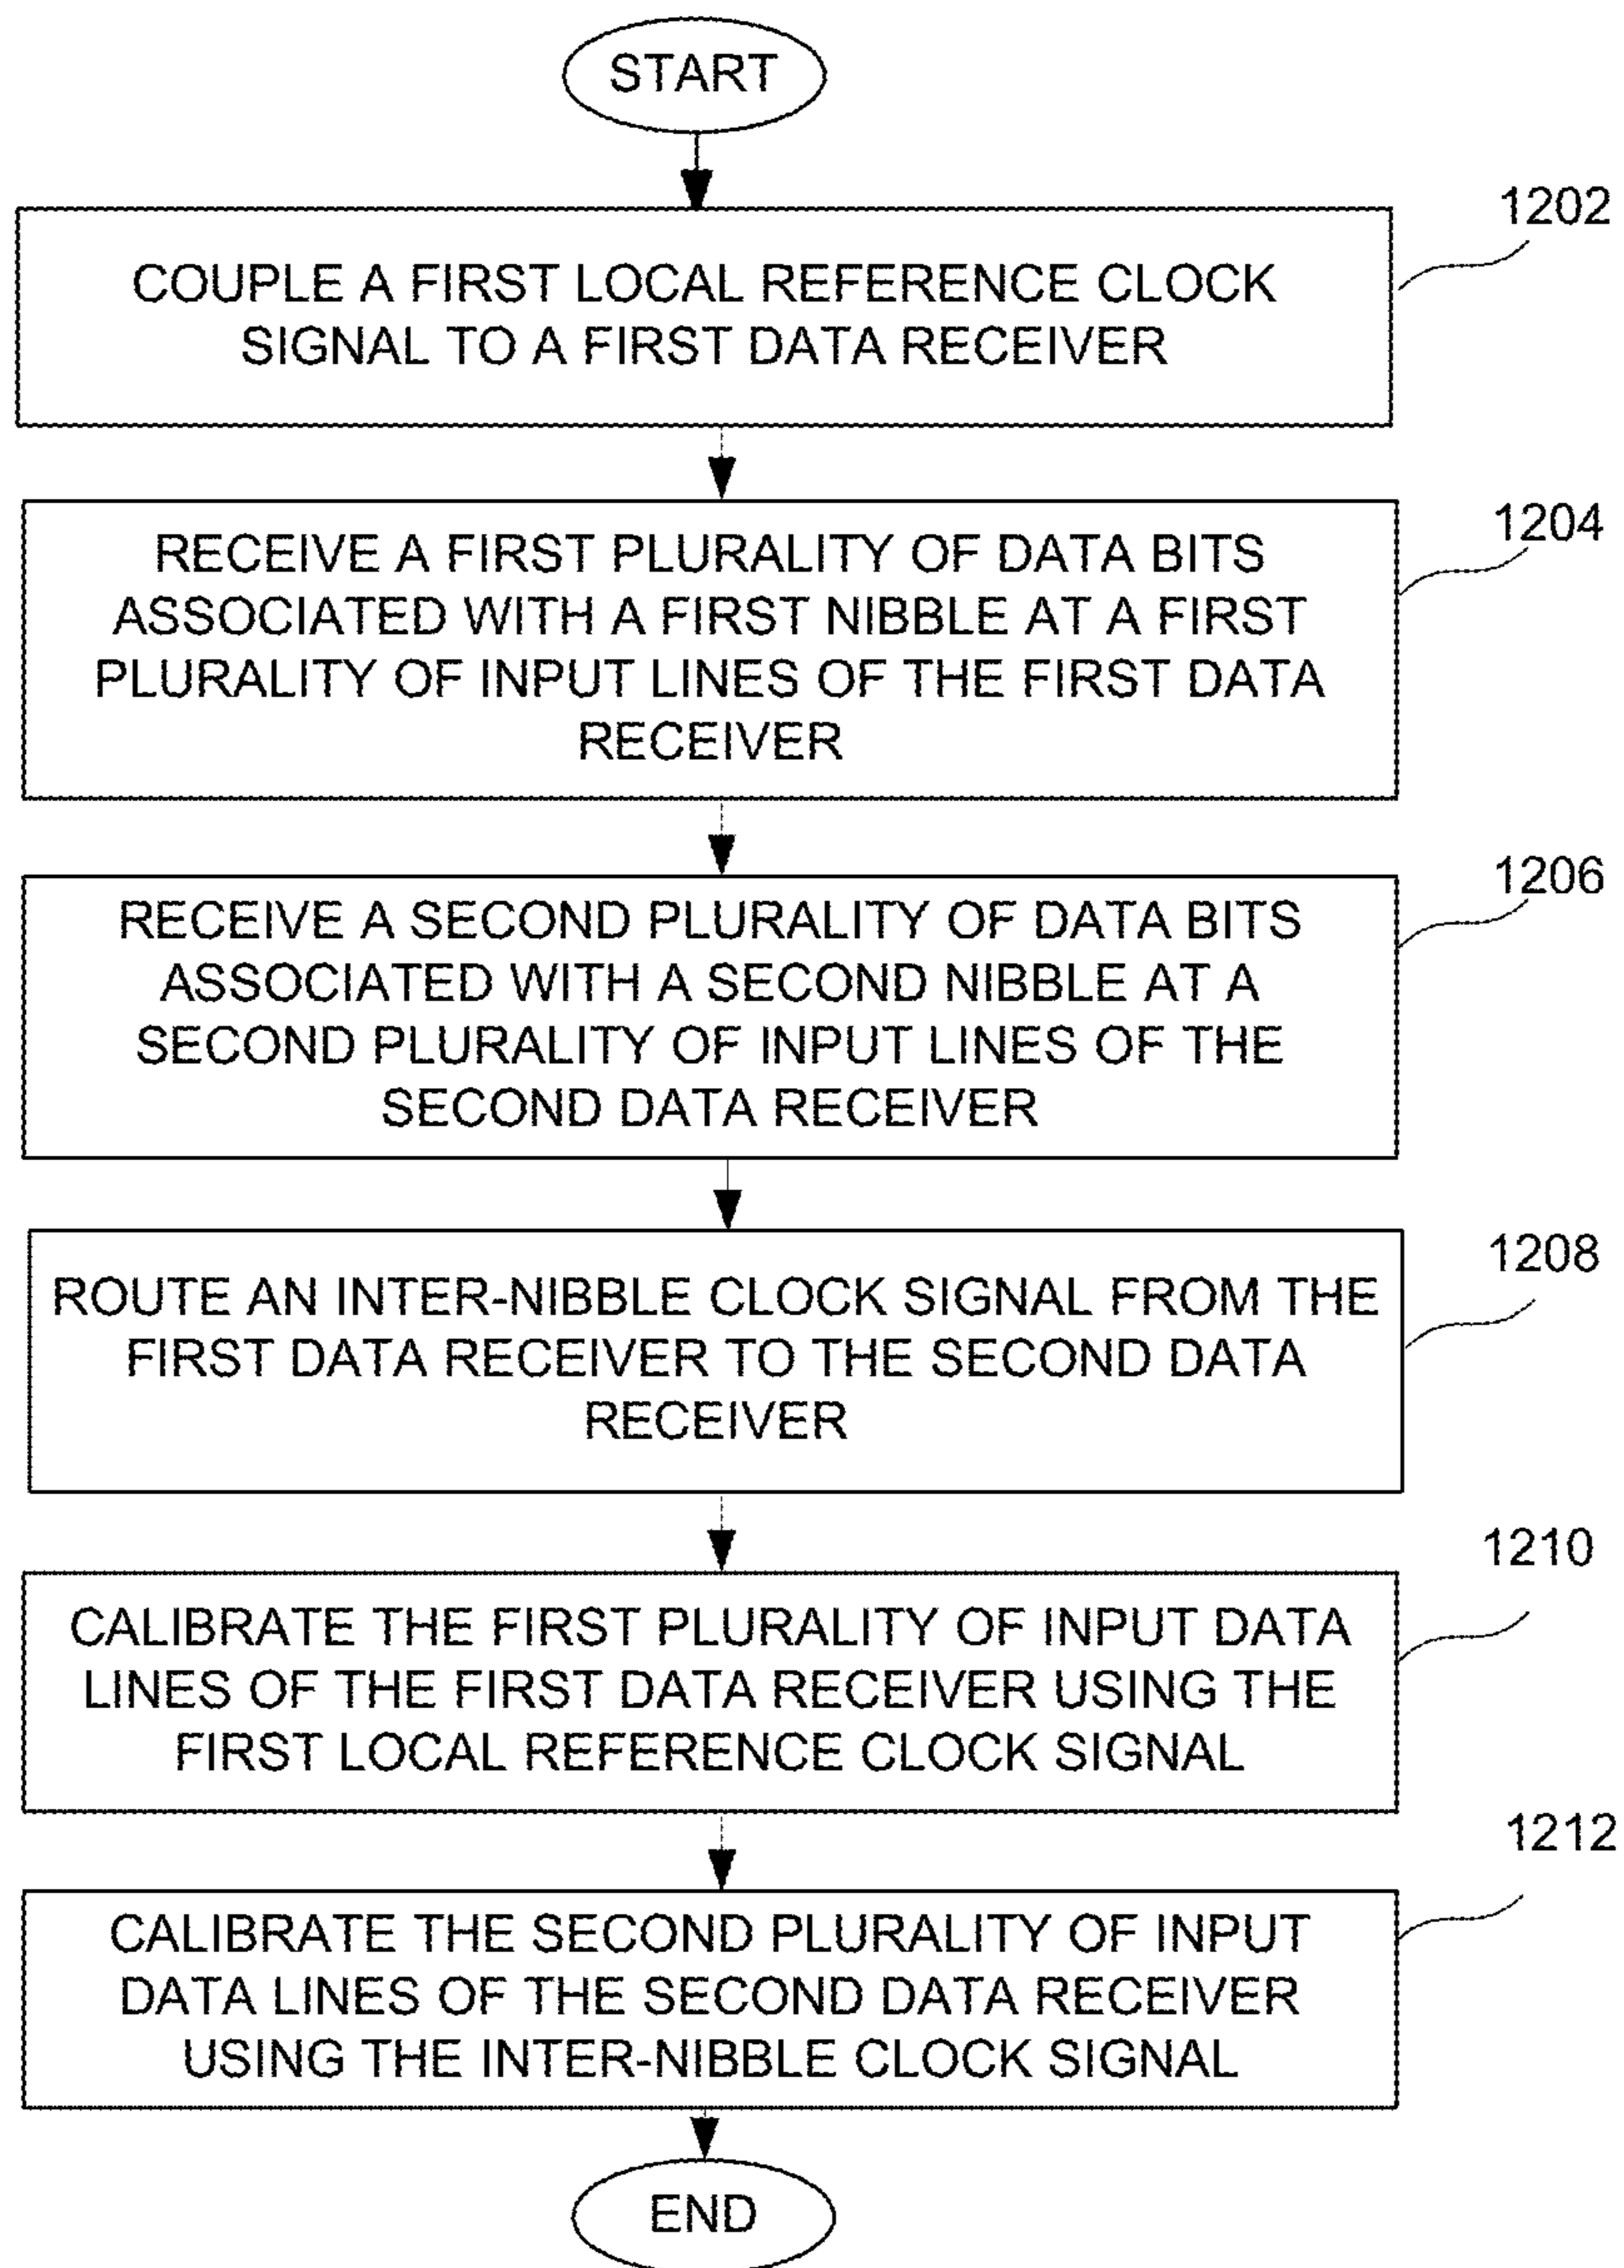 START
1202
COUPLE A FIRST LOCAL REFERENCE CLOCK
SIGNAL TO A FIRST DATA RECEIVER
1204
RECEIVE A FIRST PLURALITY OF DATA BITS
ASSOCIATED WITH A FIRST NIBBLE AT A FIRST
PLURALITY OF INPUT LINES OF THE FIRST DATA
RECEIVER
1206
RECEIVE A SECOND PLURALITY OF DATA BITS
ASSOCIATED WITH A SECOND NIBBLE AT A
SECOND PLURALITY OF INPUT LINES OF THE
SECOND DATA RECEIVER
1208
ROUTE AN INTER-NIBBLE CLOCK SIGNAL FROM THE
FIRST DATA RECEIVER TO THE SECOND DATA
RECEIVER
1210
CALIBRATE THE FIRST PLURALITY OF INPUT DATA
LINES OF THE FIRST DATA RECEIVER USING THE
FIRST LOCAL REFERENCE CLOCK SIGNAL
1212
CALIBRATE THE SECOND PLURALITY OF INPUT
DATA LINES OF THE SECOND DATA RECEIVER
USING THE INTER-NIBBLE CLOCK SIGNAL
END